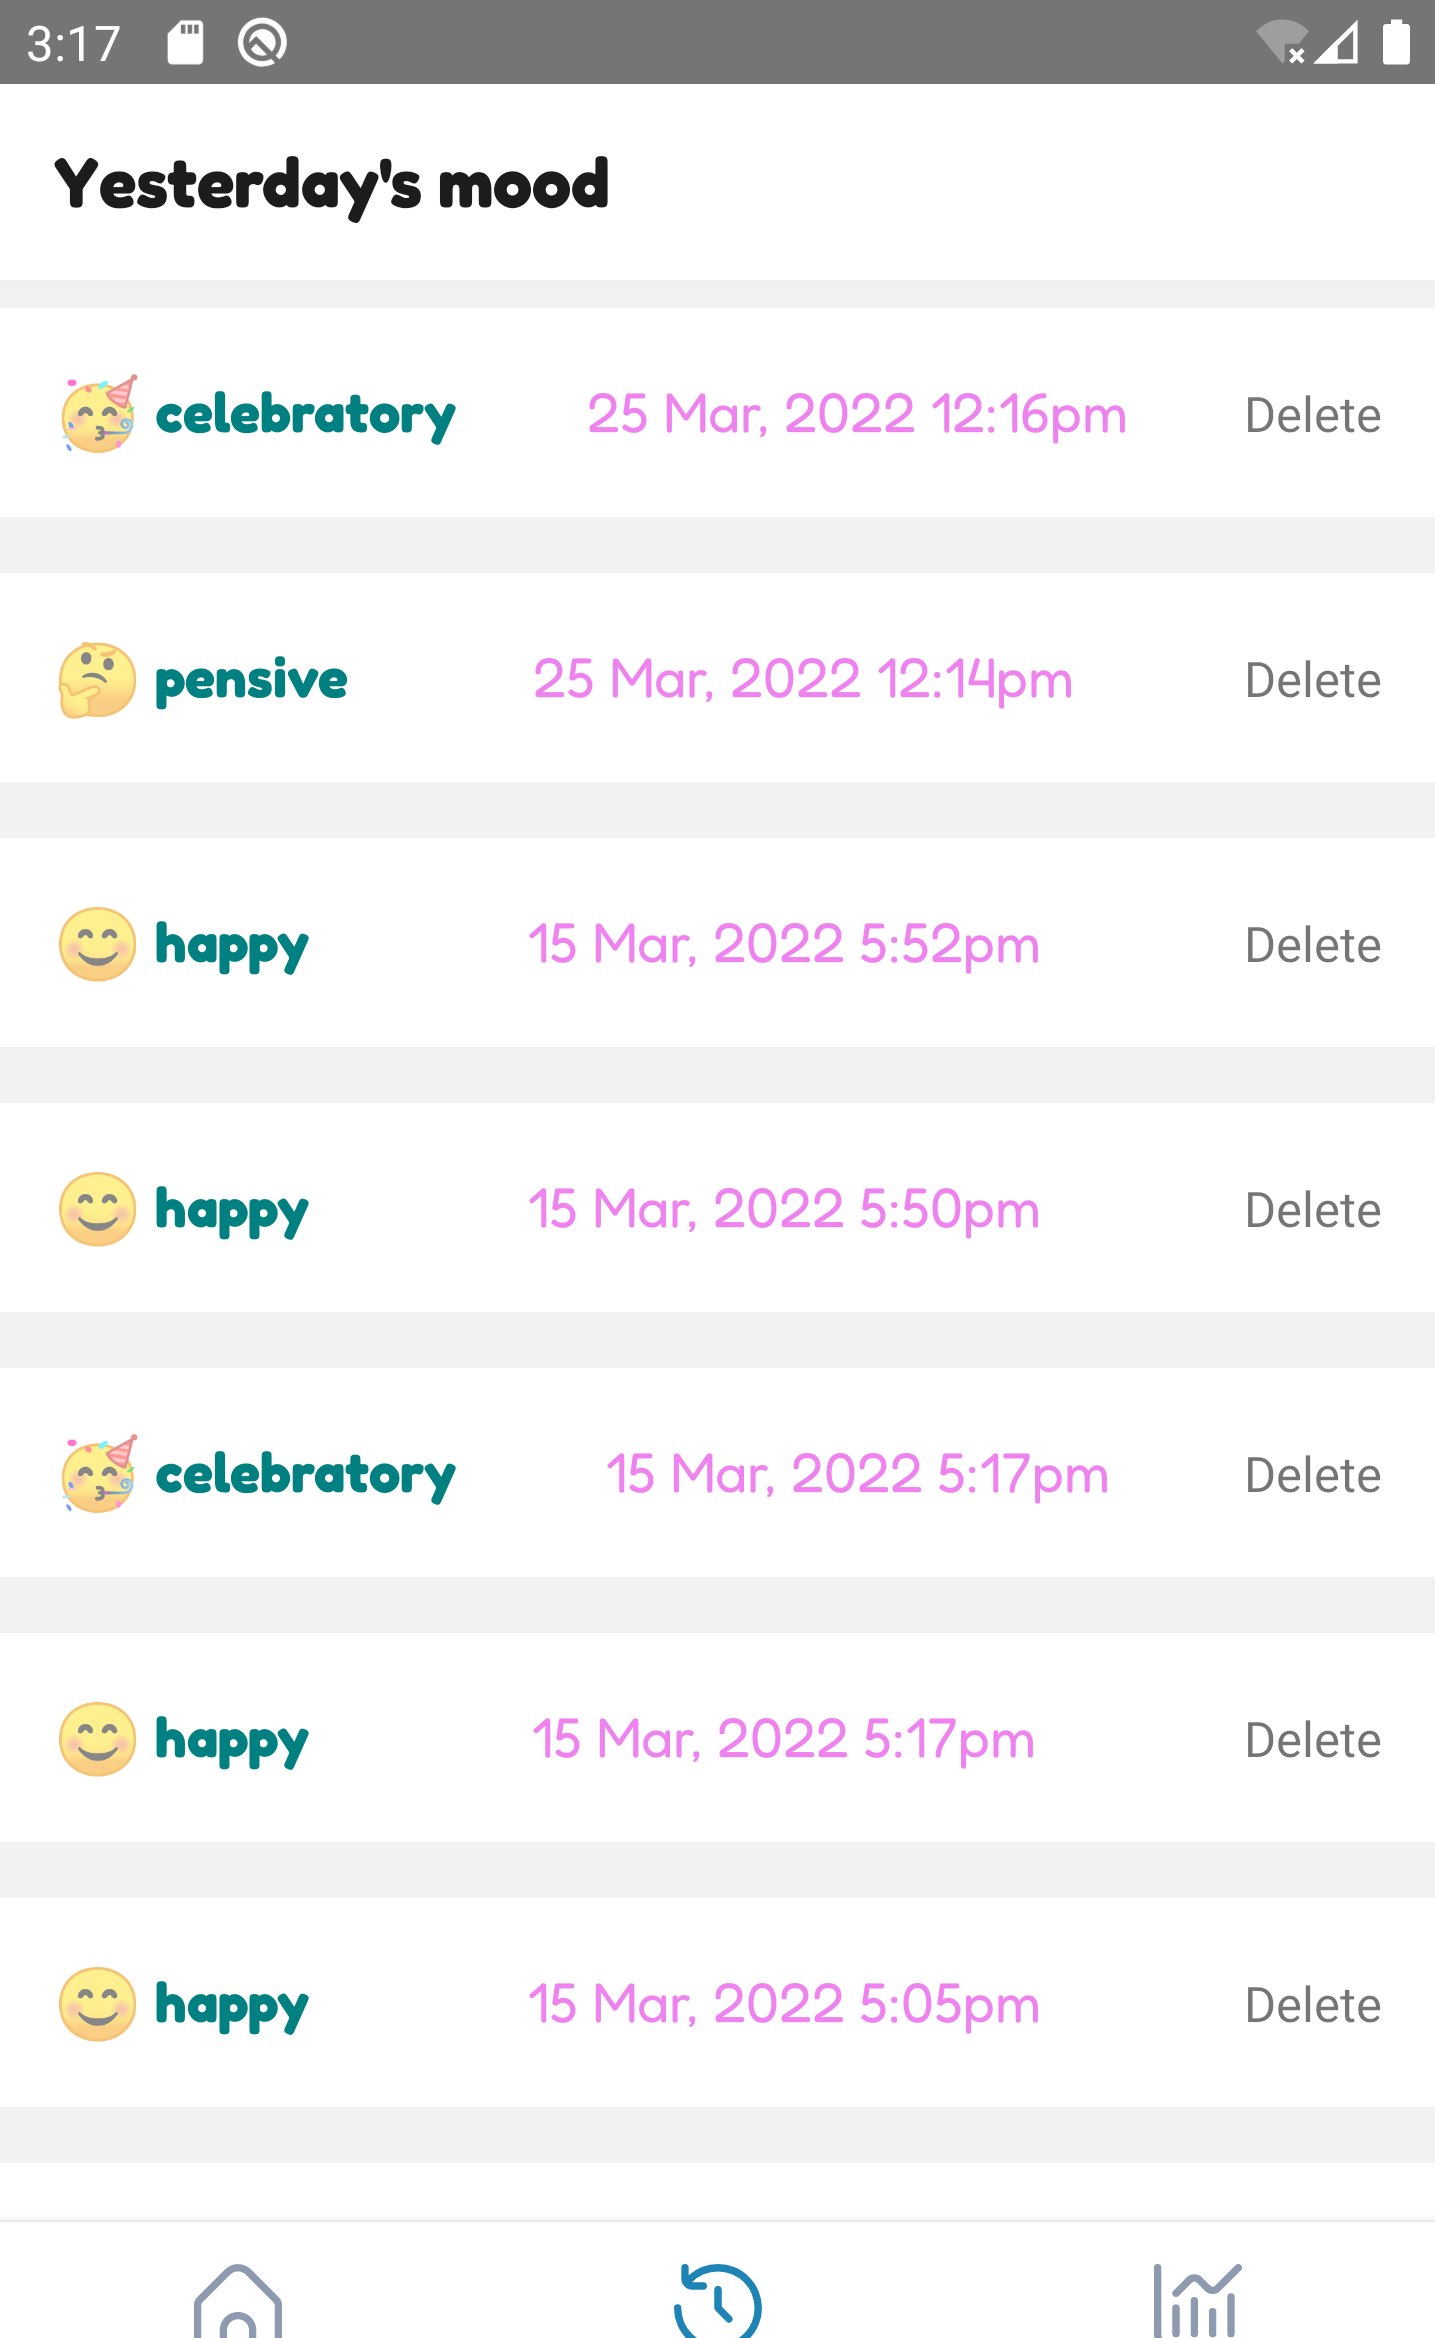 3:17
Yesterday's mood
celebratory 25 Mar, 2022 12:16pm Delete
pensive 25 Mar, 2022 12:14pm Delete
happy 15 Mar, 2022 5:52pm Delete
happy 15 Mar, 2022 5:50pm Delete
celebratory 15 Mar, 2022 5:17pm Delete
happy 15 Mar, 2022 5:17pm Delete
happy 15 Mar, 2022 5:05pm Delete